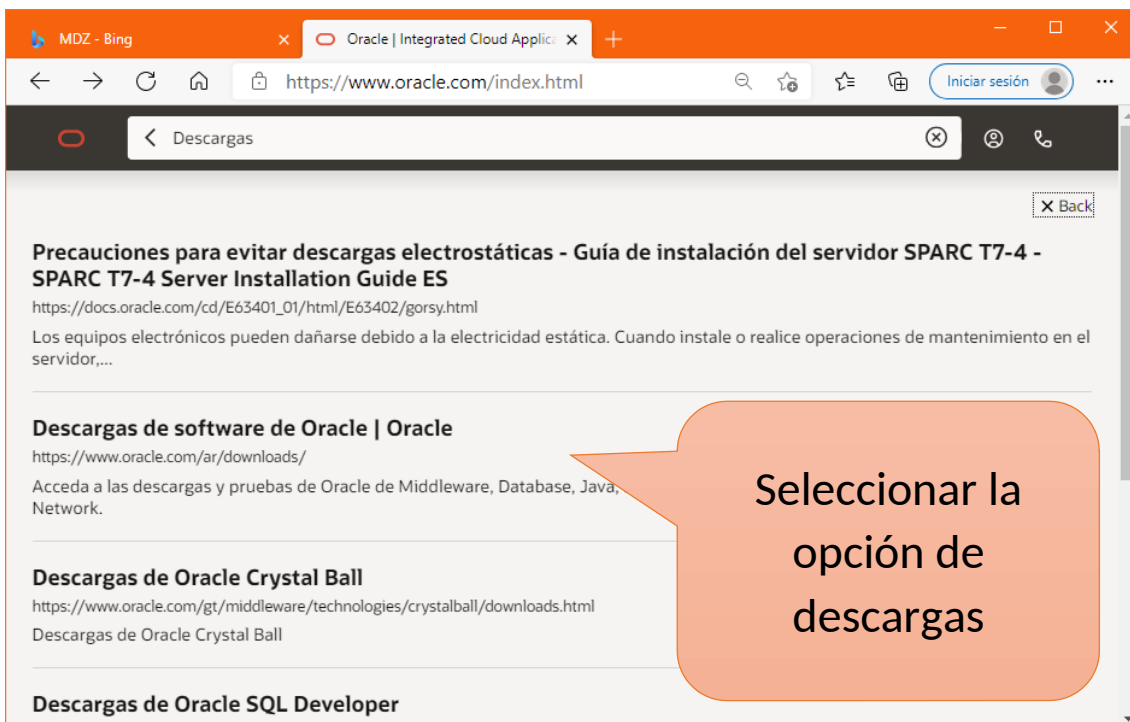 MDZ - Bing
Oracle | Integrated Cloud Applica
https://www.oracle.com/index.html
Iniciar sesión
Descargas
Back
Precauciones para evitar descargas electrostáticas - Guía de instalación del servidor SPARC T7-4 -
SPARC T7-4 Server Installation Guide ES
https://docs.oracle.com/cd/E63401_01/html/E63402/gorsy.html
Los equipos electrónicos pueden dañarse debido a la electricidad estática. Cuando instale o realice operaciones de mantenimiento en el
servidor,...
Descargas de software de Oracle | Oracle
https://www.oracle.com/ar/downloads/
Acceda a las descargas y pruebas de Oracle de Middleware, Database, Java,
Network.
Seleccionar la
opción de
descargas
Descargas de Oracle Crystal Ball
https://www.oracle.com/gt/middleware/technologies/crystalball/downloads.html
Descargas de Oracle Crystal Ball
Descargas de Oracle SQL Developer